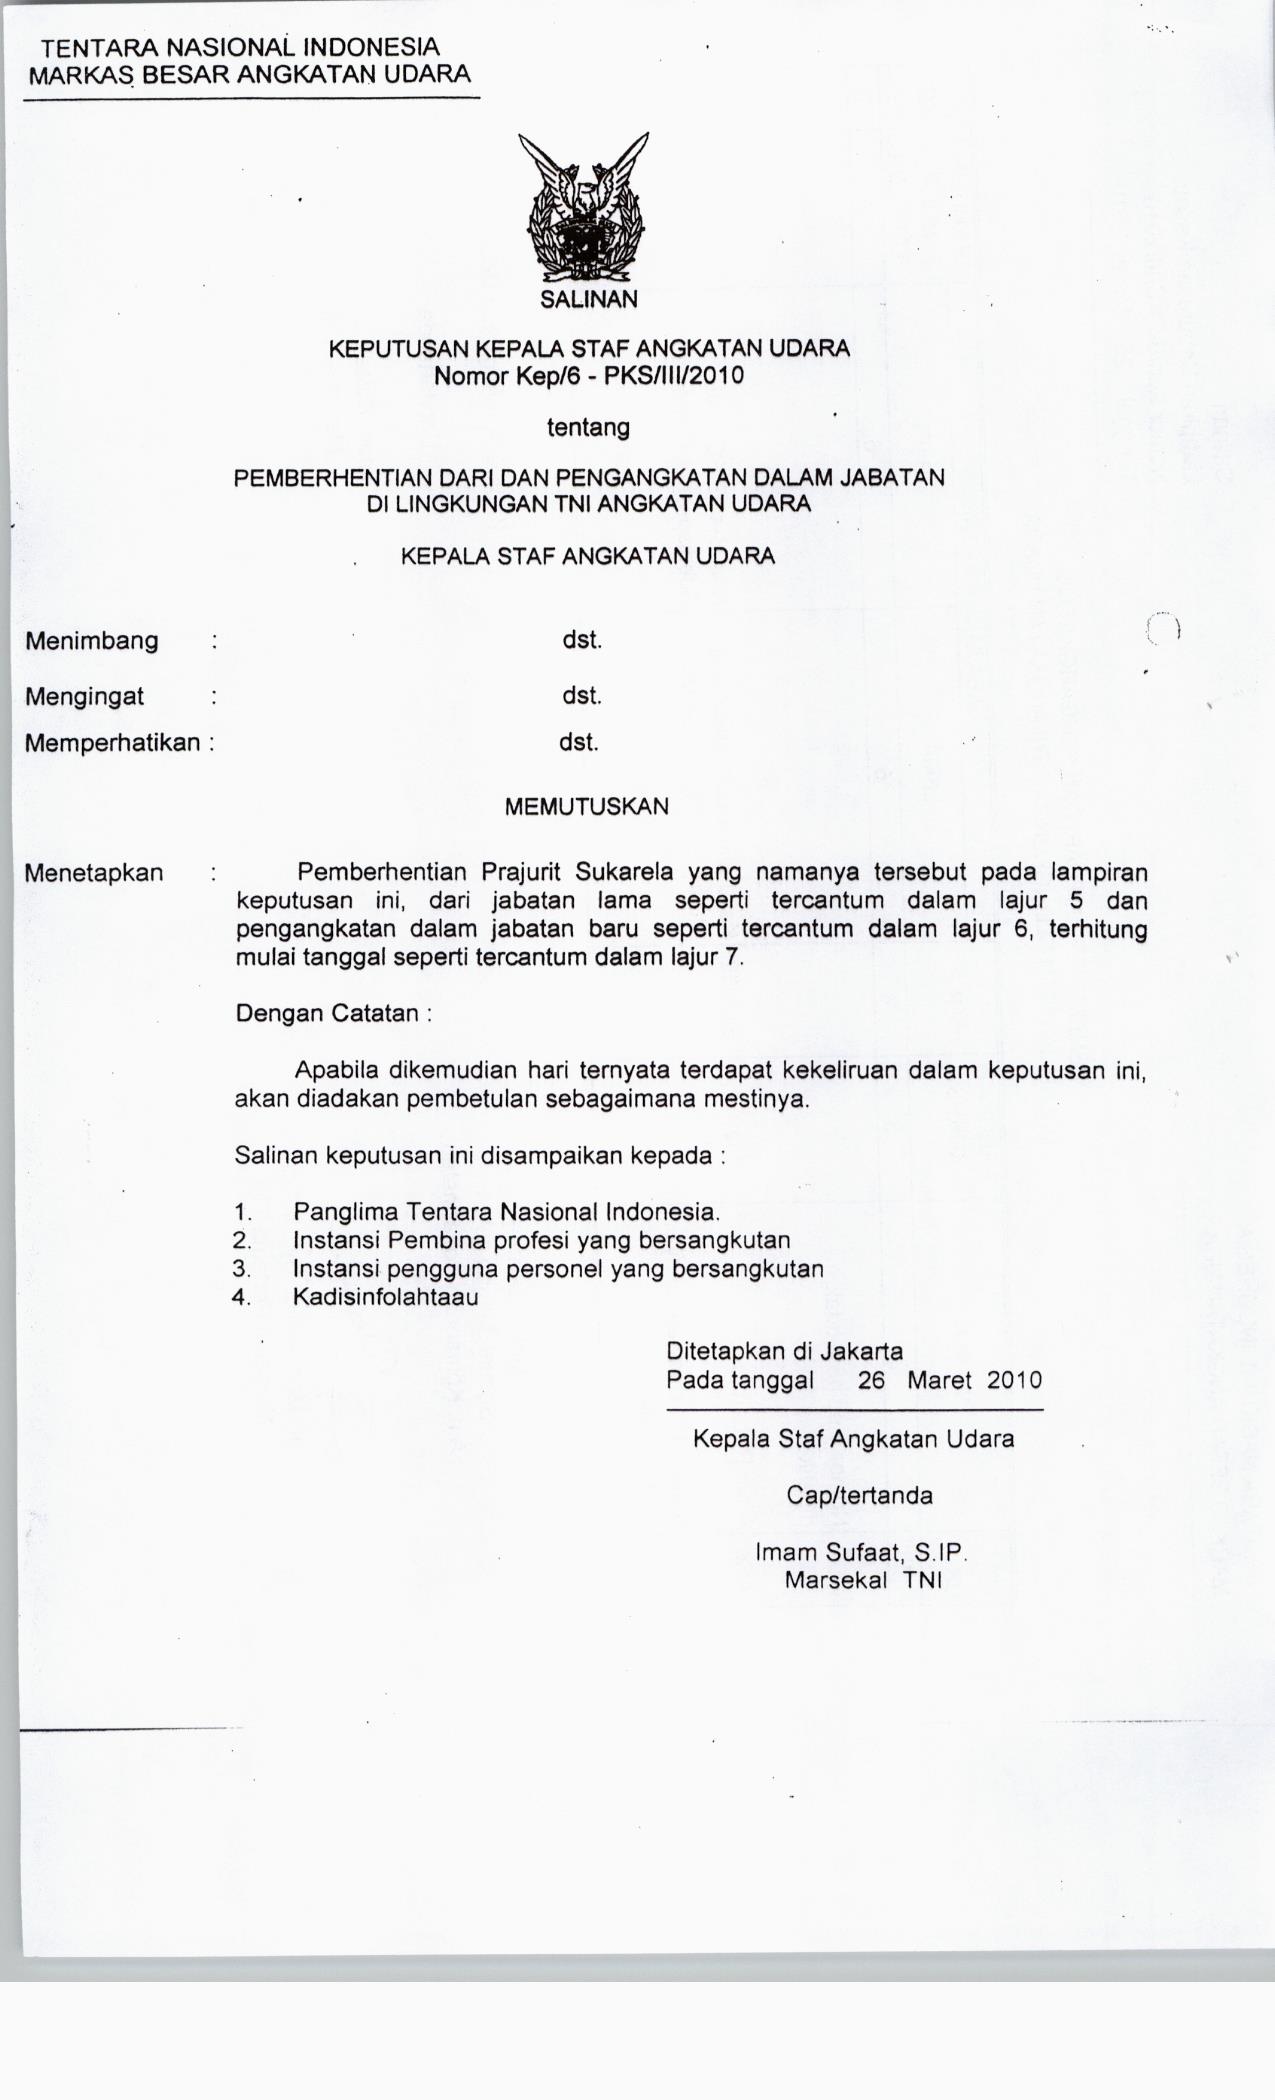 TENTARA NASIONAL INDONESIA
MARKAS BESAR ANGKATAN UDARA
SALINAN
KEPUTUSAN KEPALA STAF ANGKATAN UDARA
Nomor Kep/6 - PKS/III/2010
tentang
PEMBERHENTIAN DARI DAN PENGANGKATAN DALAM JABATAN
DI LINGKUNGAN TNI ANGKATAN UDARA
KEPALA STAF ANGKATAN UDARA
Menimbang : dst.
Mengingat : dst.
Memperhatikan : dst.
MEMUTUSKAN
Menetapkan : Pemberhentian Prajurit Sukarela yang namanya tersebut pada lampiran
keputusan ini, dari jabatan lama seperti tercantum dalam lajur 5 dan
pengangkatan dalam jabatan baru seperti tercantum dalam lajur 6, terhitung
mulai tanggal seperti tercantum dalam lajur 7.
Dengan Catatan :
Apabila dikemudian hari ternyata terdapat kekeliruan dalam keputusan ini,
akan diadakan pembetulan sebagaimana mestinya.
Salinan keputusan ini disampaikan kepada :
1. Panglima Tentara Nasional Indonesia.
2. Instansi Pembina profesi yang bersangkutan
3. Instansi pengguna personel yang bersangkutan
4. Kadisinfolahtaau
Ditetapkan di Jakarta
Pada tanggal 26 Maret 2010
Kepala Staf Angkatan Udara
Cap/tertanda
Imam Sufaat, S.IP.
Marsekal TNI